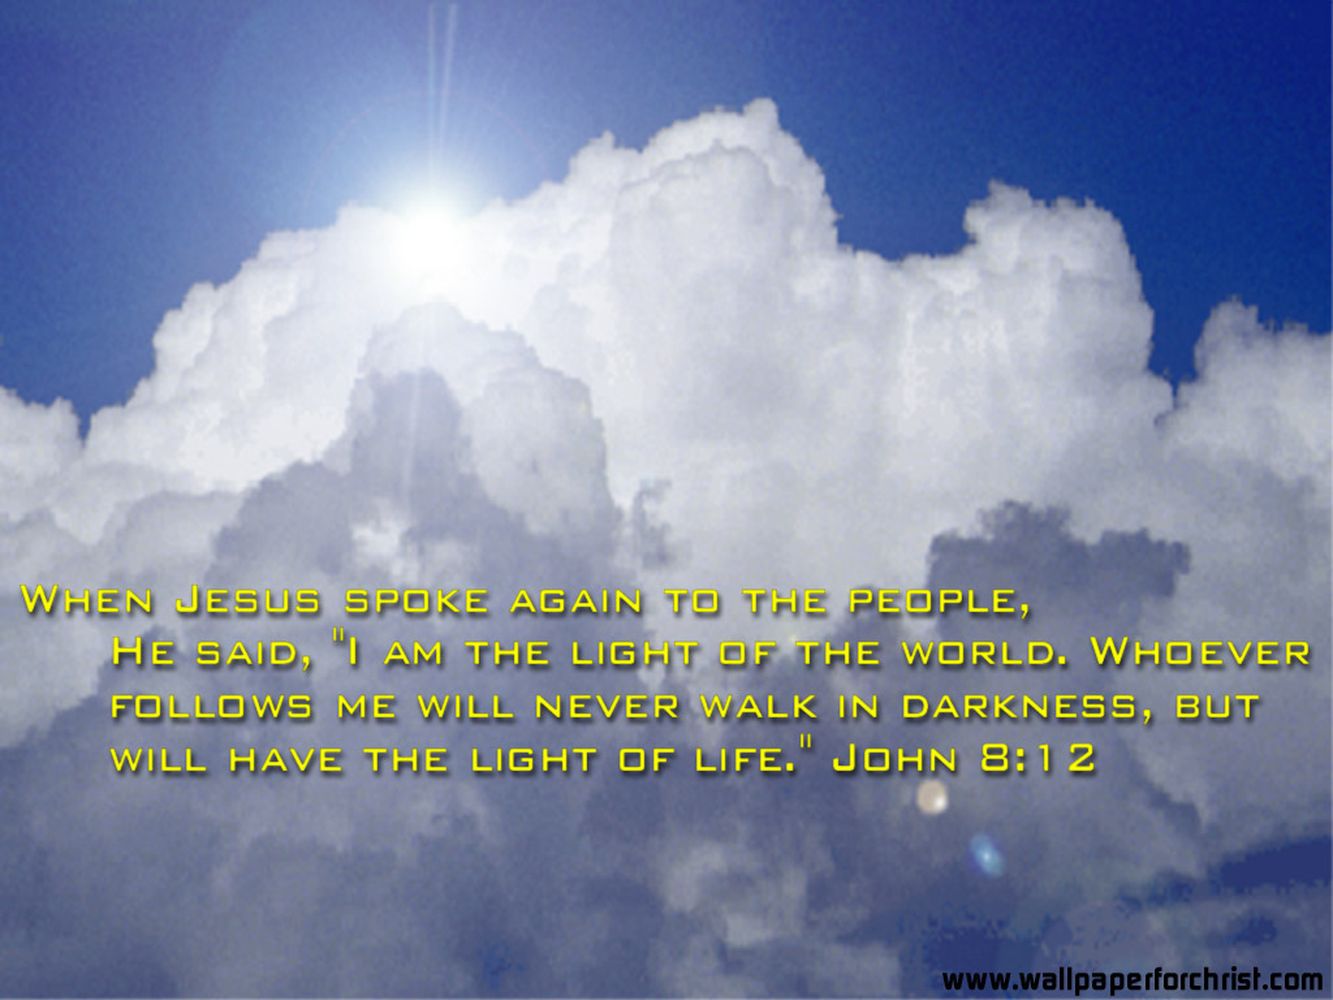 When Jesus spoke again to the people,
He said, "I am the light of the world. Whoever
follows me will never walk in darkness, but
will have the light of life." John 8:12
www.wallpaperforchrist.com